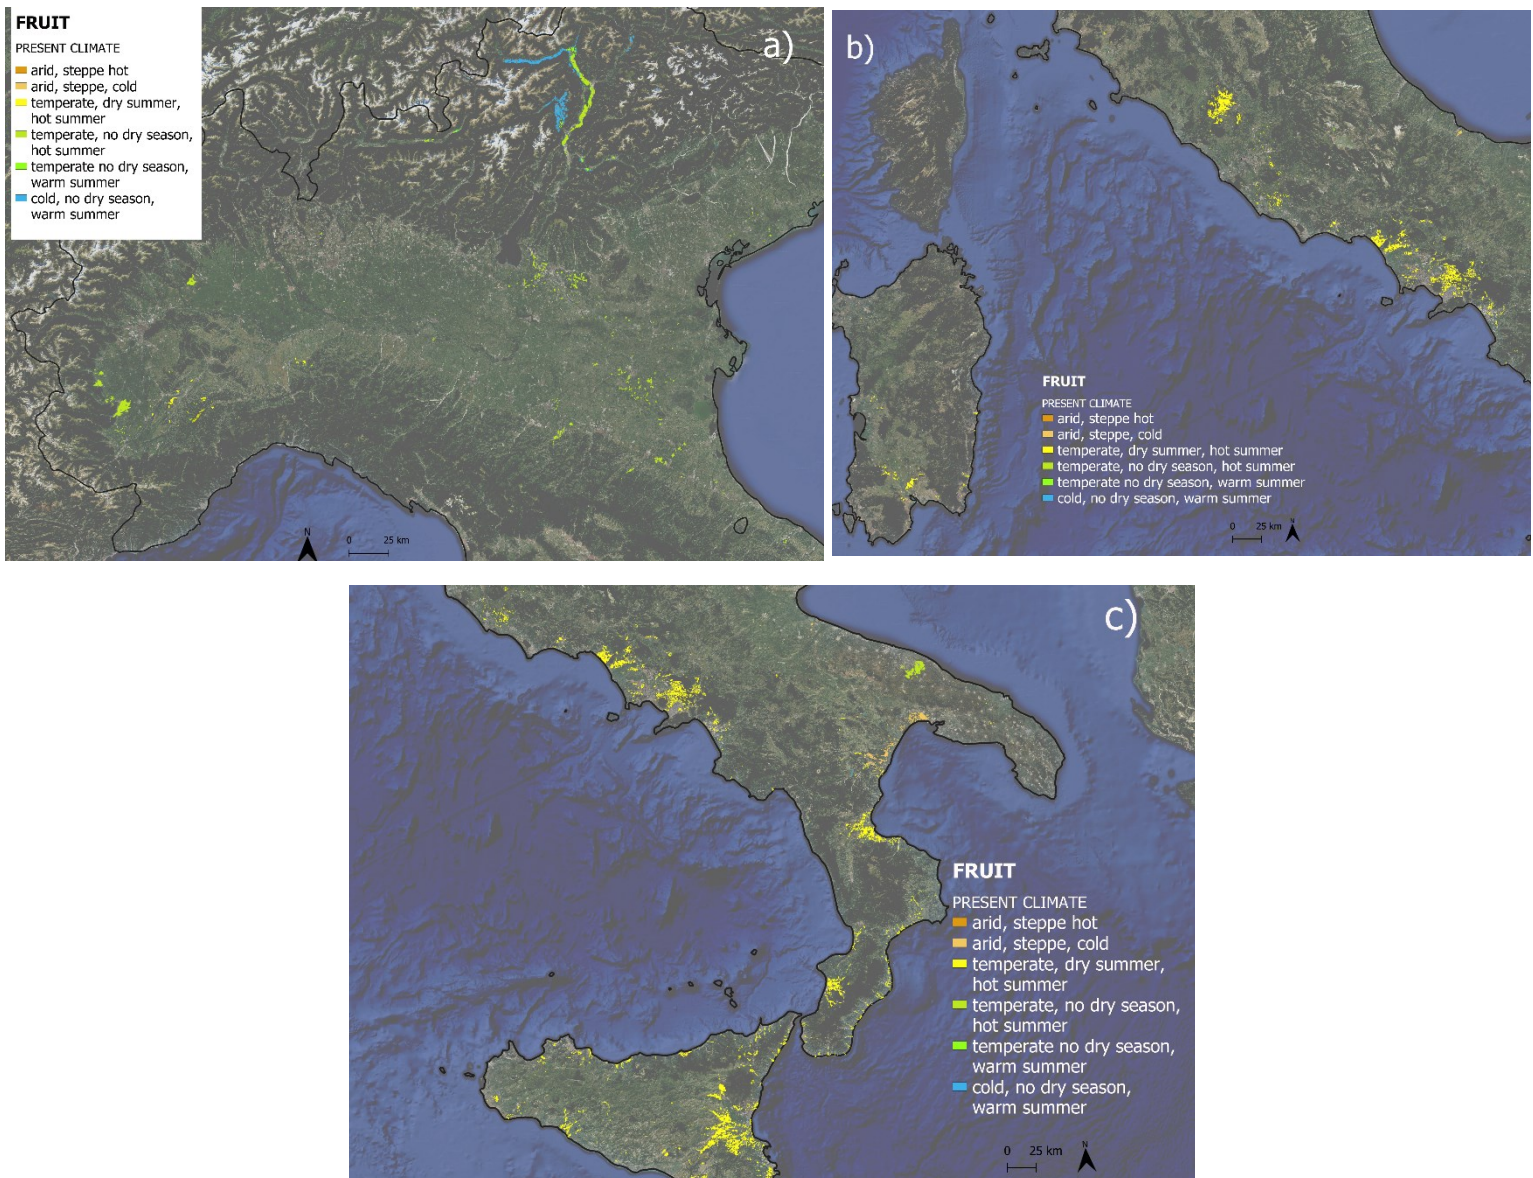 FRUIT
PRESENT CLIMATE
arid, steppe hot
arid, steppe, cold
temperate, dry summer,
hot summer
temperate, no dry season,
hot summer
temperate no dry season,
warm summer
cold, no dry season,
warm summer
a)
N
0 25 km
b)
FRUIT
PRESENT CLIMATE
arid, steppe hot
arid, steppe, cold
temperate, dry summer, hot summer
temperate, no dry season, hot summer
temperate no dry season, warm summer
cold, no dry season, warm summer
0 25 km N
c)
FRUIT
PRESENT CLIMATE
arid, steppe hot
arid, steppe, cold
temperate, dry summer,
hot summer
temperate, no dry season,
hot summer
temperate no dry season,
warm summer
cold, no dry season,
warm summer
0 25 km N